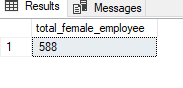 Results Messages
total_female_employee
1 588